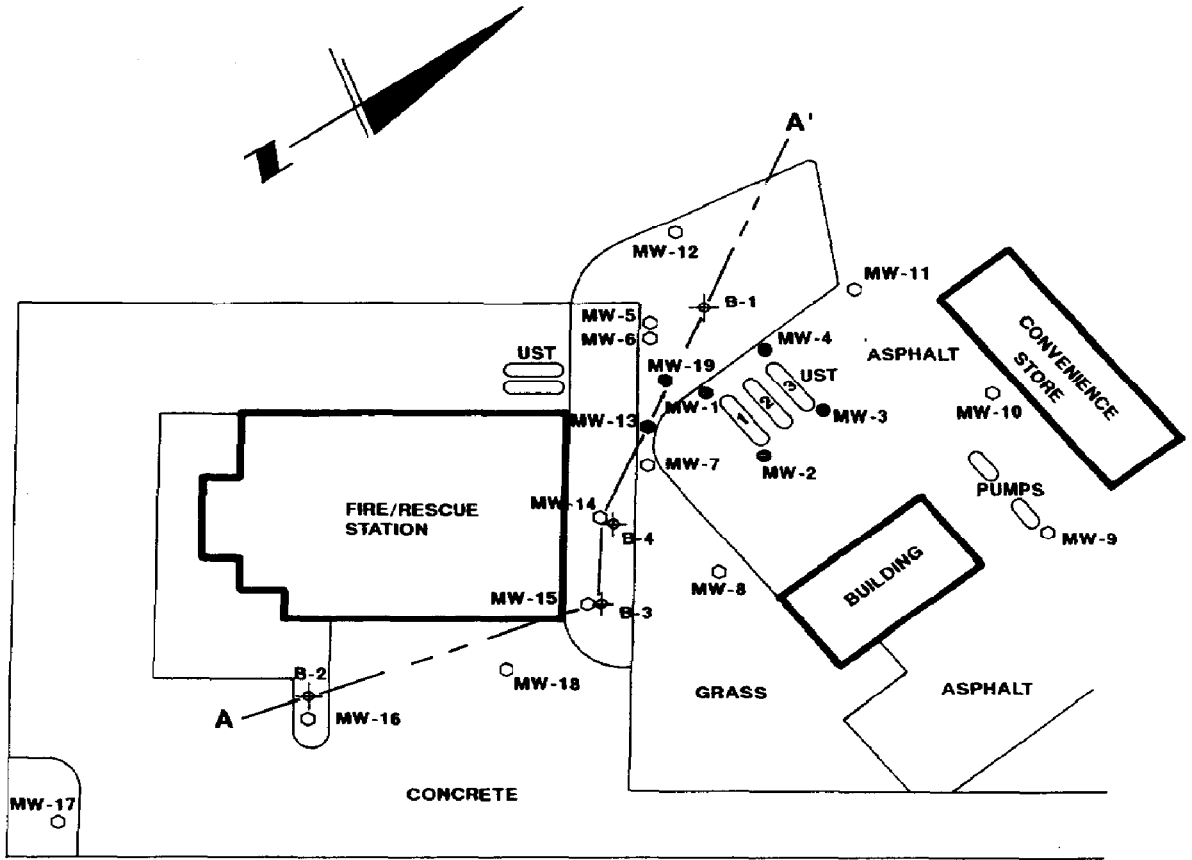 N
A'
MW-12
MW-11
B-1
MW-5
MW-6
MW-4
CONVENIENCE
STORE
ASPHALT
UST
MW-19
UST
1
2
3
MW-1
MW-3
MW-10
MW-13
MW-7
MW-2
PUMPS
FIRE/RESCUE
STATION
MW-14
B-4
MW-9
MW-8
BUILDING
MW-15
B-3
B-2
MW-18
GRASS
ASPHALT
A
MW-16
CONCRETE
MW-17